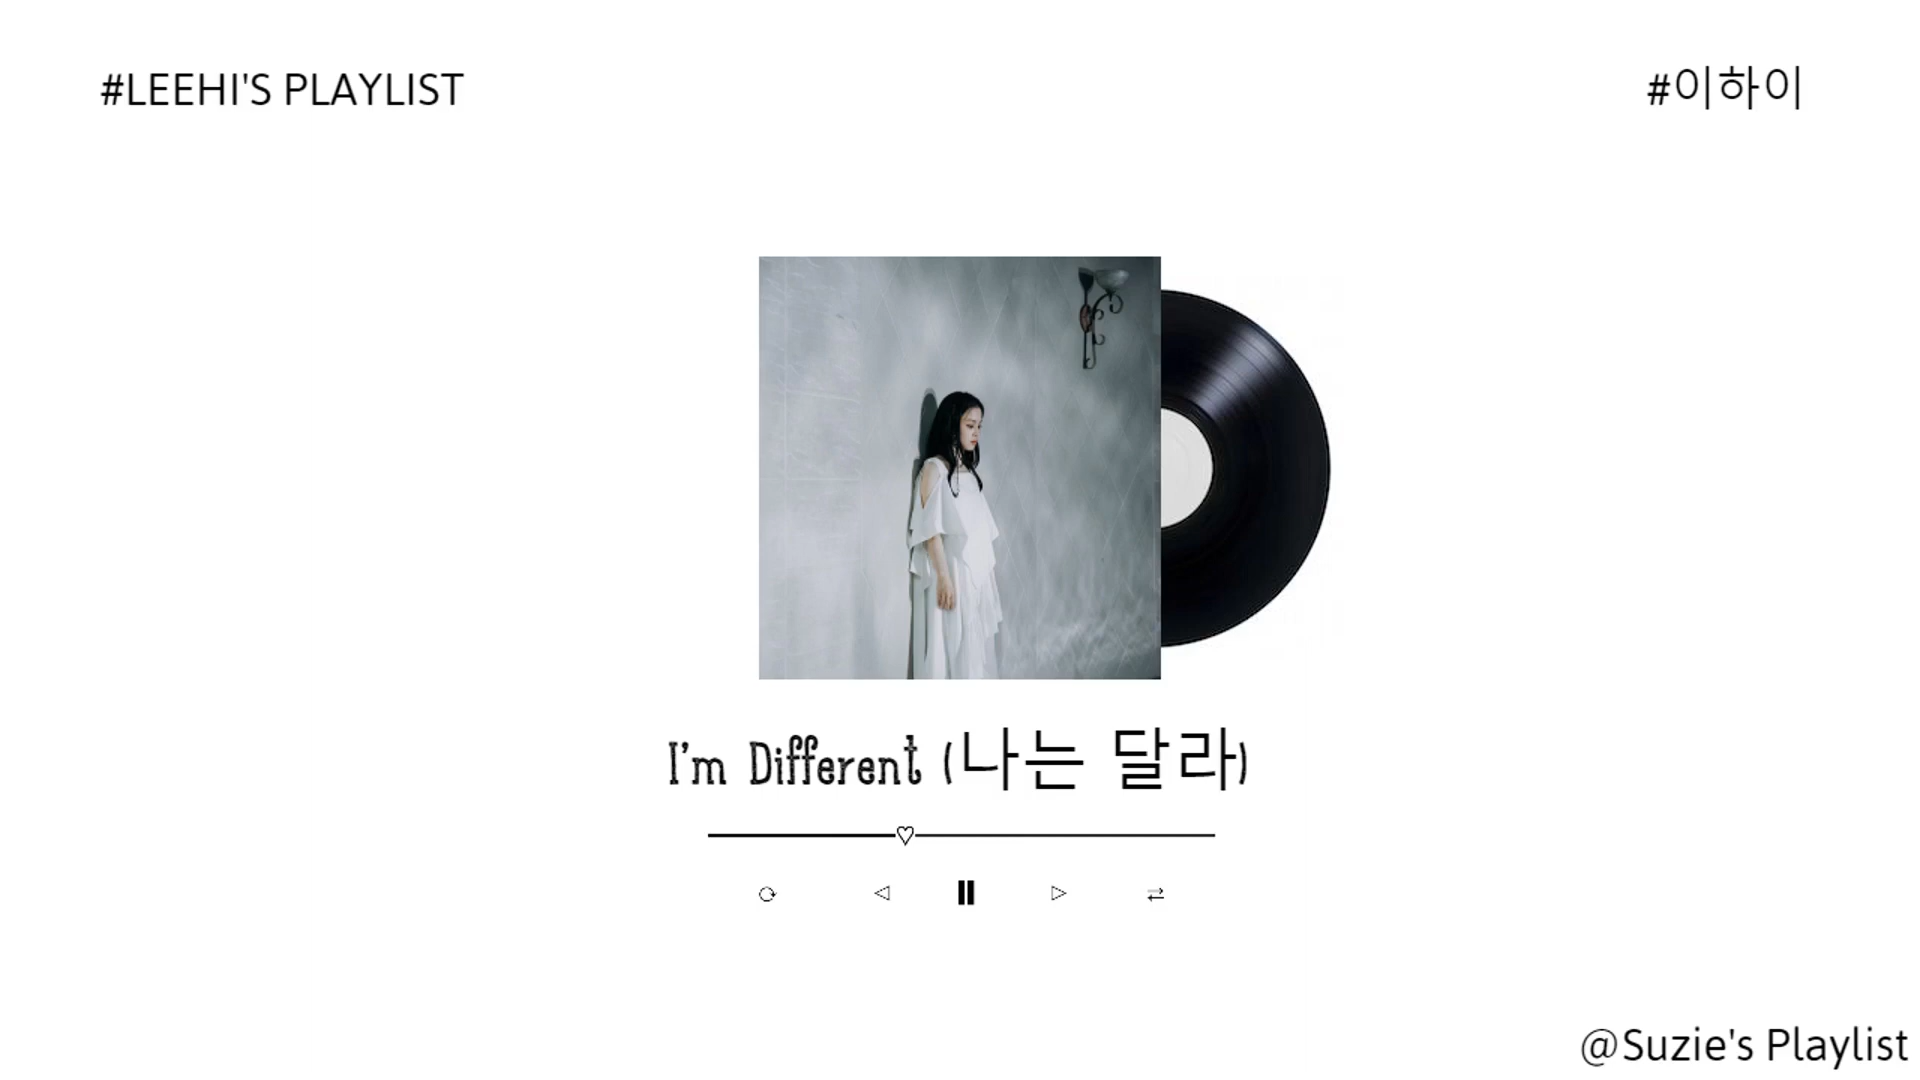 #LEEHI'S PLAYLIST
#이하이
I'm Different (나는 달라)
@Suzie's Playlist